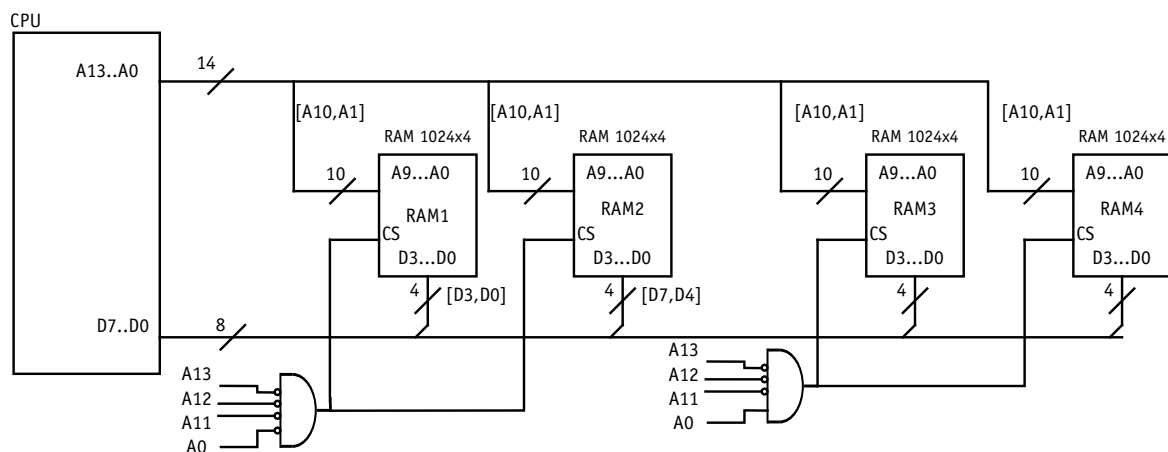 CPU
A13..A0
14
[A10,A1]
[A10,A1]
[A10,A1]
[A10,A1]
RAM 1024x4
RAM 1024x4
RAM 1024x4
RAM 1024x4
10
A9...A0
10
A9...A0
10
A9...A0
10
A9...A0
RAM1
RAM2
RAM3
RAM4
CS
CS
CS
CS
D3...D0
D3...D0
D3...D0
D3...D0
4
[D3,D0]
4
[D7,D4]
4
4
D7..D0
8
A13
A12
A11
A0
A13
A12
A11
A0